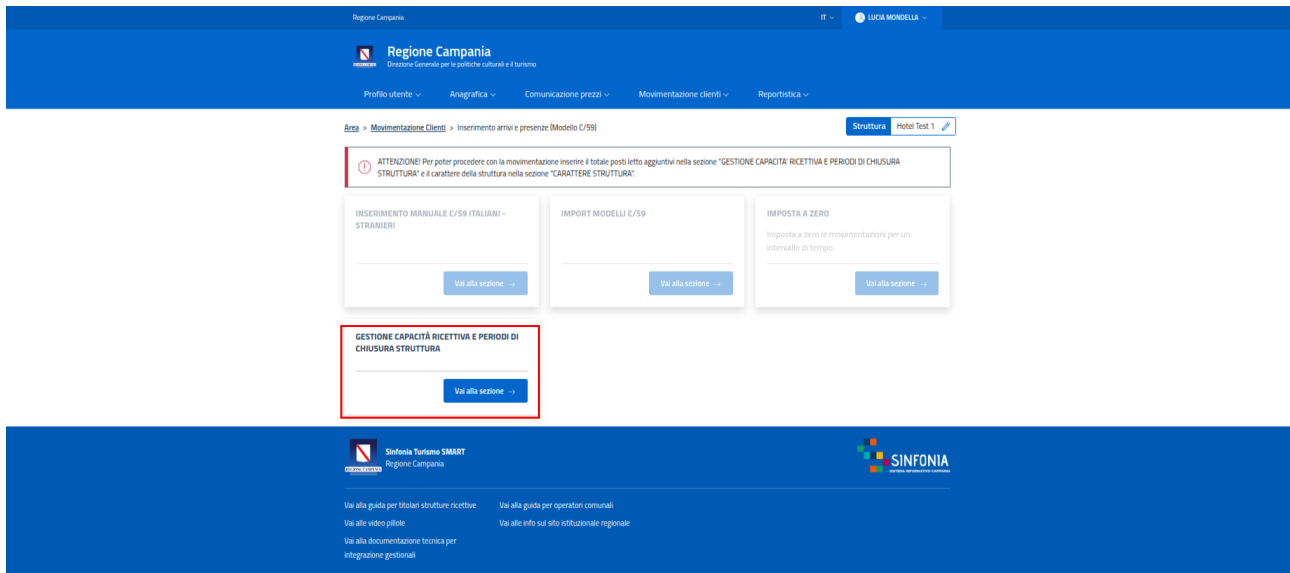 Regione Campania
IT
LUCIA MONDELLA
Regione Campania
Direzione Generale per le politiche culturali e il turismo
Profilo utente
Anagrafica
Comunicazione prezzi
Movimentazione clienti
Reportistica
Area > Movimentazione Clienti > Inserimento arrivi e presenze (Modello C/59)
Struttura Hotel Test 1
ATTENZIONE! Per poter procedere con la movimentazione inserire il totale posti letto aggiuntivi nella sezione "GESTIONE CAPACITA' RICETTIVA E PERIODI DI CHIUSURA
STRUTTURA" e il carattere della struttura nella sezione "CARATTERE STRUTTURA".
INSERIMENTO MANUALE C/59 ITALIANI -
STRANIERI
Vai alla sezione →
IMPORT MODELLI C/59
Vai alla sezione →
IMPOSTA A ZERO
Imposta a zero le movimentazioni per un
intervallo di tempo
Vai alla sezione →
GESTIONE CAPACITÀ RICETTIVA E PERIODI DI
CHIUSURA STRUTTURA
Vai alla sezione →
Sinfonia Turismo SMART
Regione Campania
SINFONIA
Vai alla guida per titolari strutture ricettive
Vai alla guida per operatori comunali
Vai alle video pillole
Vai alle info sul sito istituzionale regionale
Vai alla documentazione tecnica per
integrazione gestionali